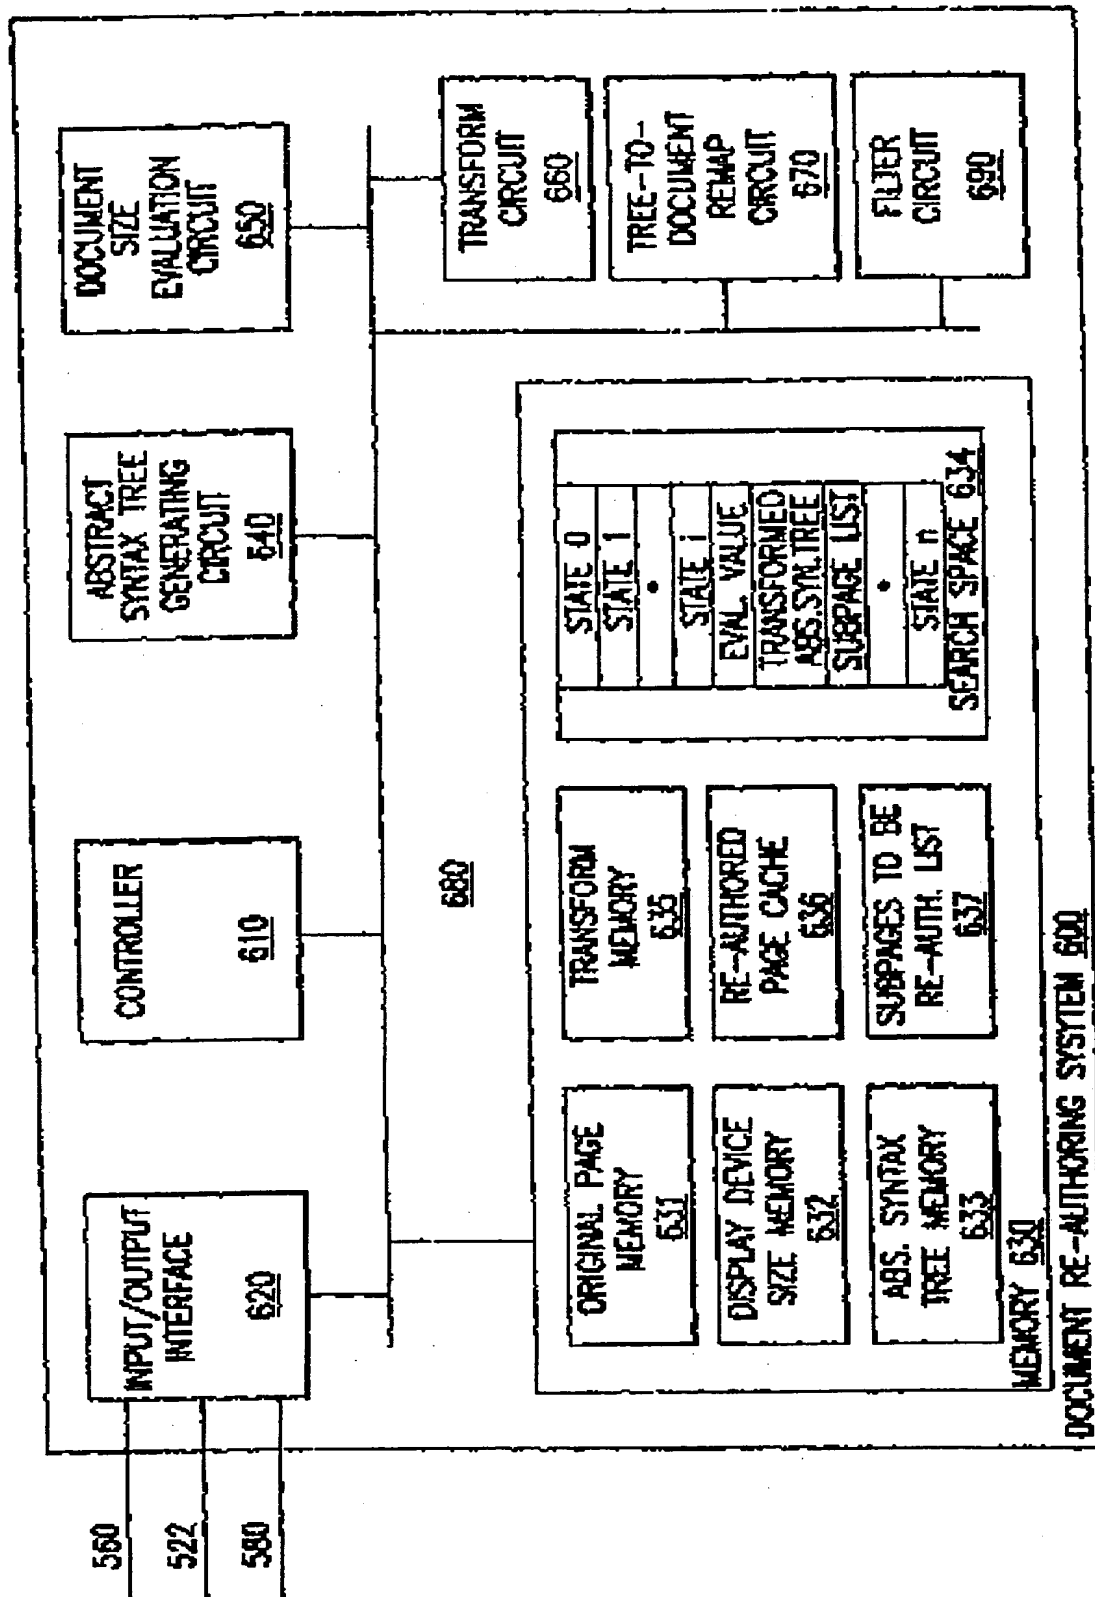 560
522
580
INPUT/OUTPUT
INTERFACE
620
CONTROLLER
610
ABSTRACT
SYNTAX TREE
GENERATING
CIRCUIT
640
DOCUMENT
SIZE
EVALUATION
CIRCUIT
650
680
TRANSFORM
CIRCUIT
660
TREE-TO-
DOCUMENT
REMAP
CIRCUIT
670
FILTER
CIRCUIT
690
ORIGINAL PAGE
MEMORY
631
DISPLAY DEVICE
SIZE MEMORY
632
ABS. SYNTAX
TREE MEMORY
633
TRANSFORM
MEMORY
635
RE-AUTHORED
PAGE CACHE
636
SUBPAGES TO BE
RE-AUTH. LIST
637
STATE 0
STATE 1
•
STATE i
EVAL. VALUE
TRANSFORMED
ABS.SYN.TREE
SUBPAGE LIST
•
STATE n
SEARCH SPACE 634
MEMORY 630
DOCUMENT RE-AUTHORING SYSYTEM 600